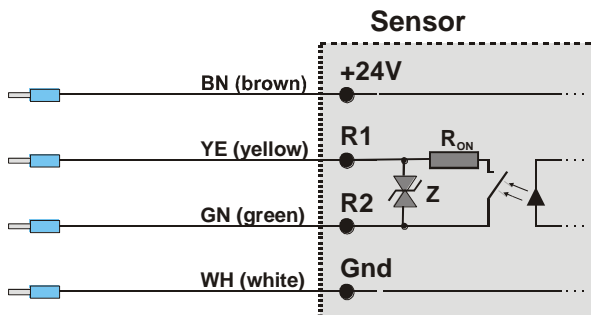 Sensor
BN (brown)
+24V
YE (yellow)
R1
RON
Z
GN (green)
R2
WH (white)
Gnd